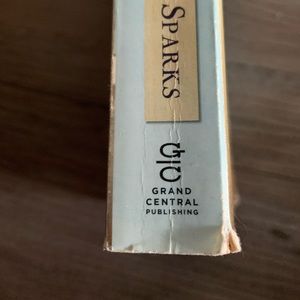 SPARKS
GRAND
CENTRAL
PUBLISHING